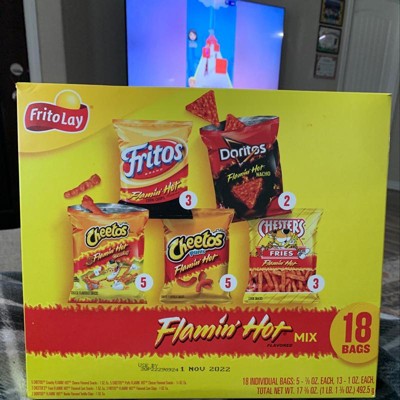 FritoLay
Fritos
BRAND
Flamin' Hot
3
Doritos
Flamin' Hot
NACHO
2
Cheetos
Flamin' Hot
5
Cheetos
Puffs
Flamin' Hot
5
CHESTER'S
FRIES
Flamin' Hot
3
Flamin' Hot MIX
FLAVORED
18
BAGS
1 NOV 2022
18 INDIVIDUAL BAGS: 5 - ⅞ OZ. EACH, 13 - 1 OZ. EACH
TOTAL NET WT. 17 ⅜ OZ. (1 LB. 1 ⅜ OZ.) 492.5 g